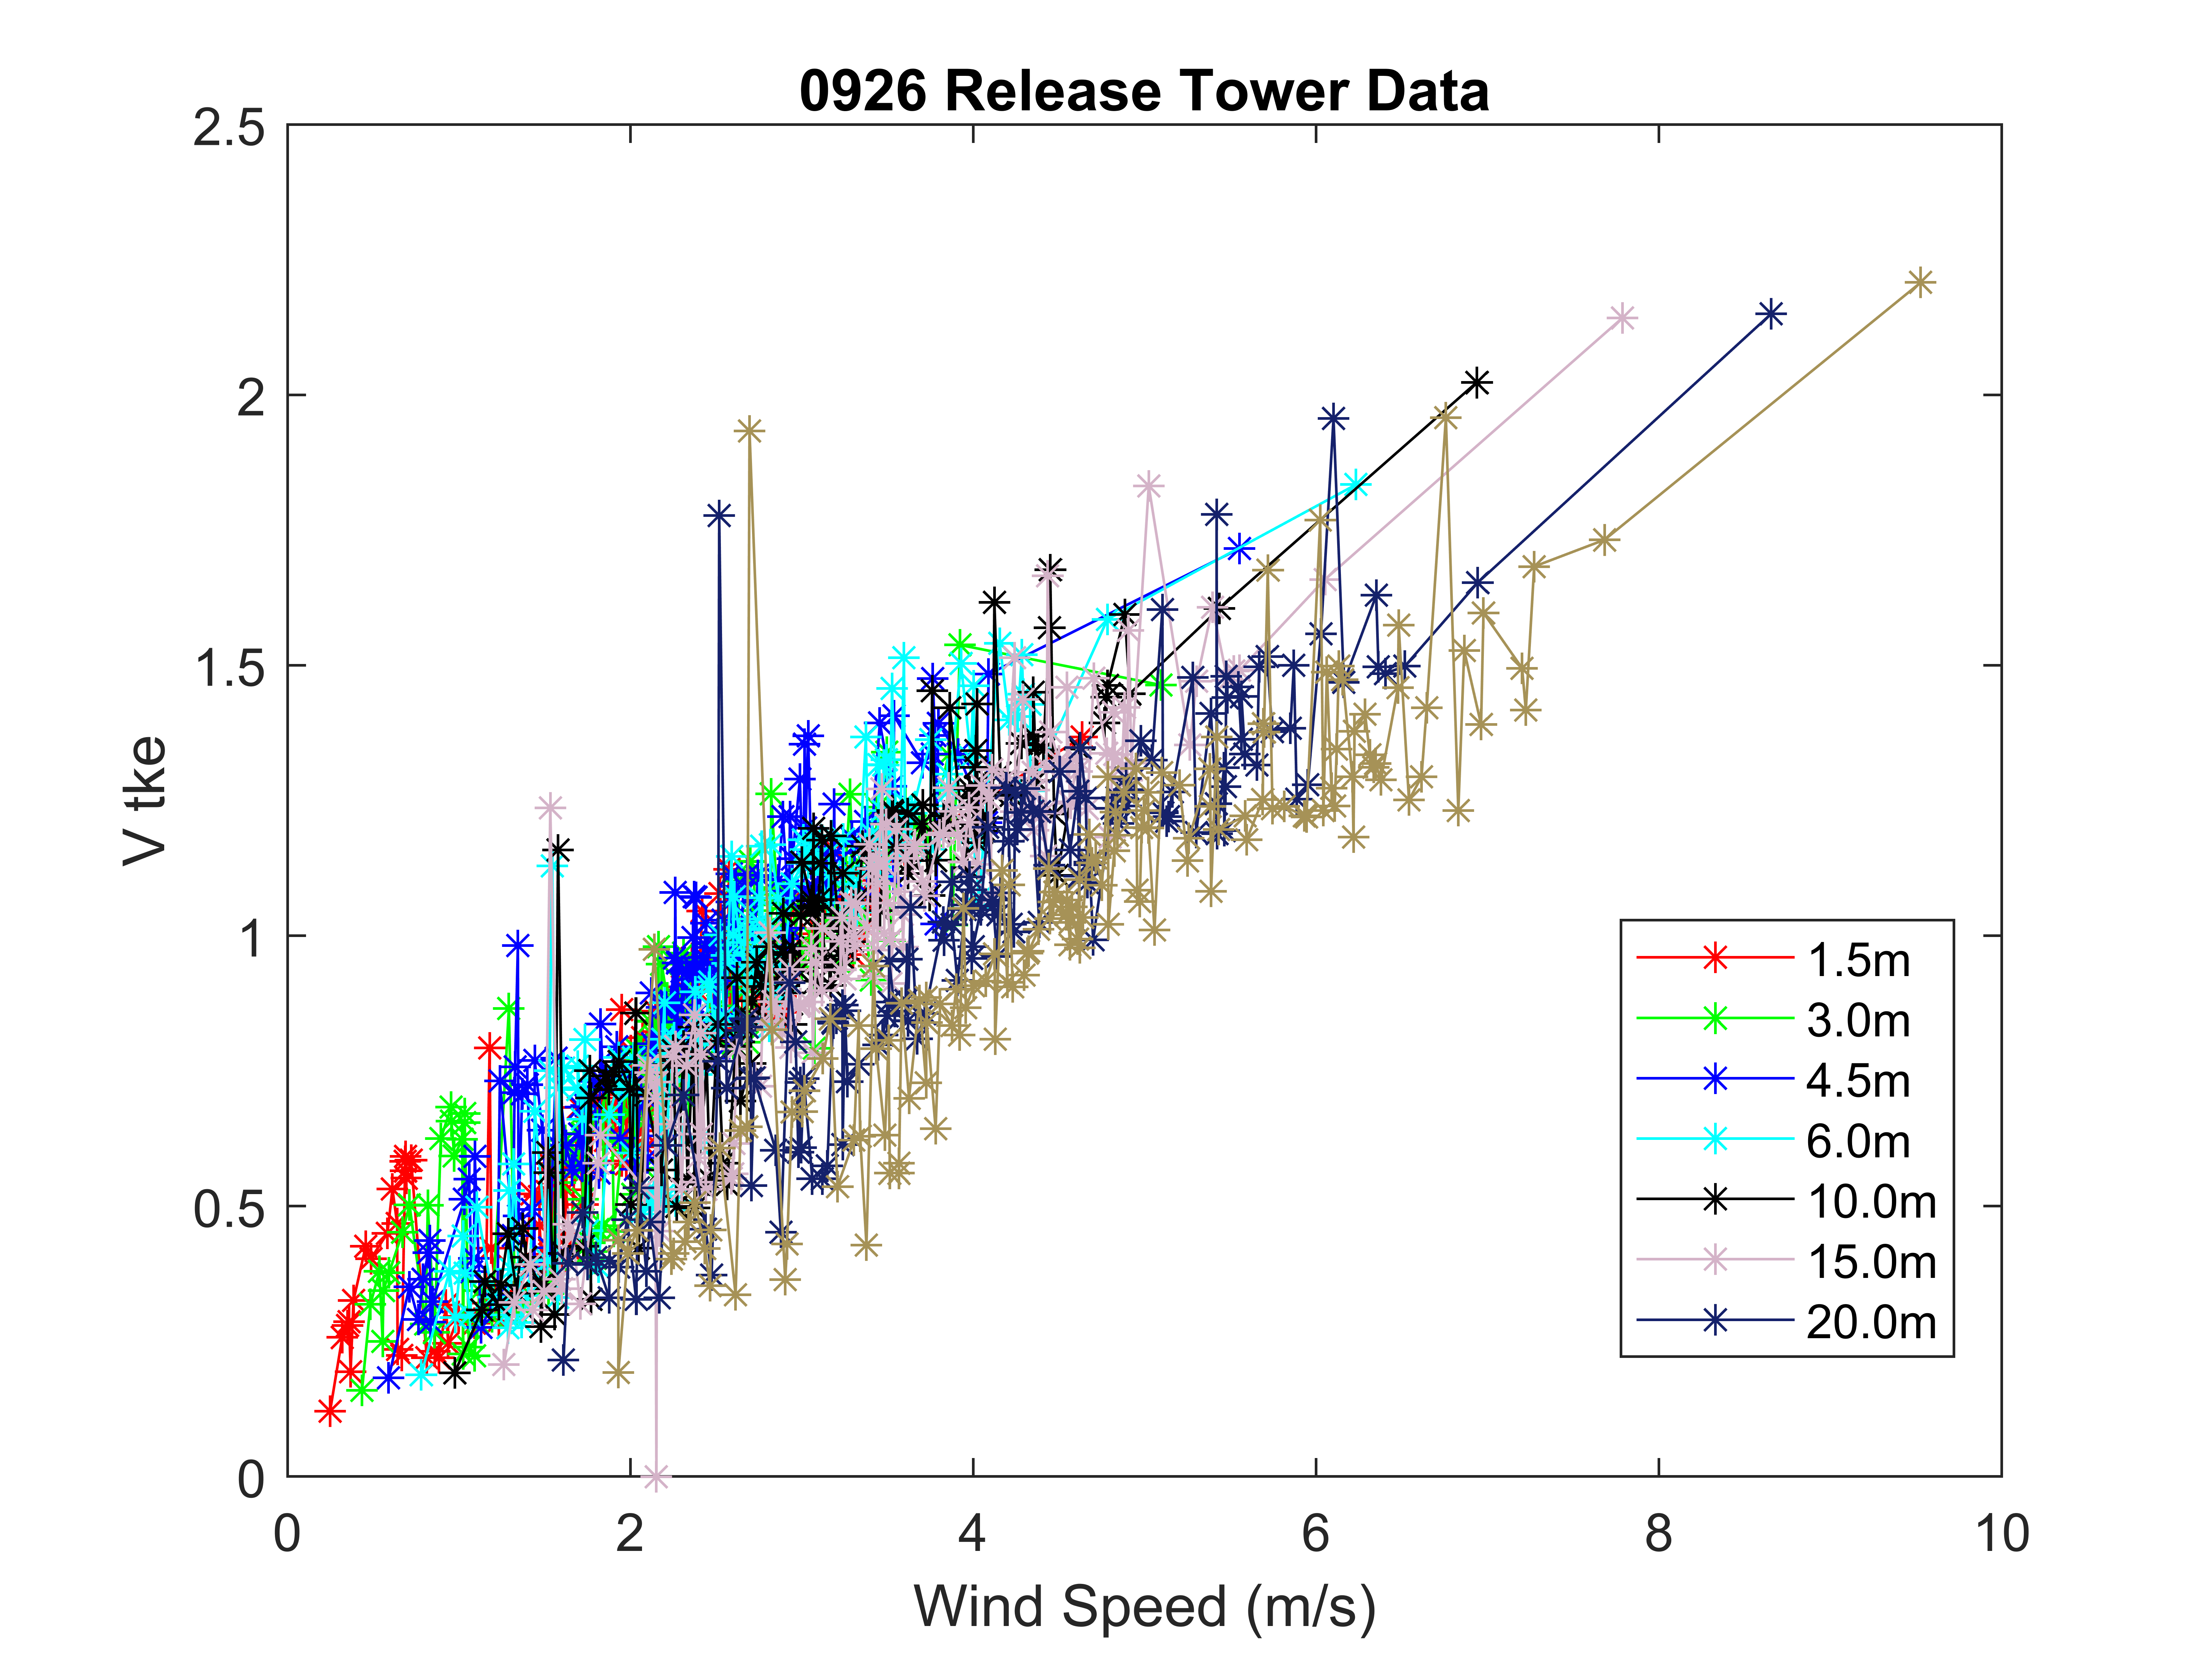 0926 Release Tower Data
2.5
2
1.5
1
0.5
0
V tke
0 2 4 6 8 10
Wind Speed (m/s)
1.5m
3.0m
4.5m
6.0m
10.0m
15.0m
20.0m